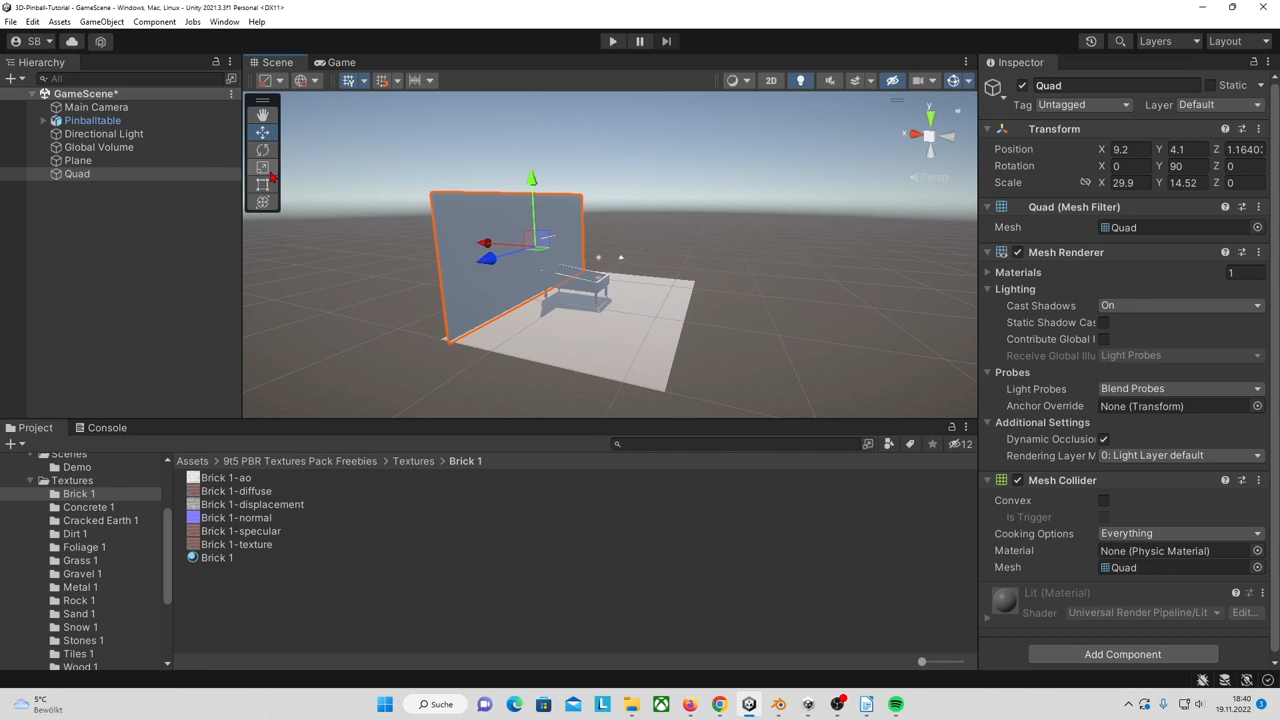 3D-Pinball-Tutorial - GameScene - Windows, Mac, Linux - Unity 2021.3.3f1 Personal <DX11>
File Edit Assets GameObject Component Jobs Window Help
SB Layers Layout
Hierarchy
All
GameScene*
Main Camera
Pinballtable
Directional Light
Global Volume
Plane
Quad
Scene Game
2D
y
x
Persp
Inspector
Quad Static
Tag Untagged Layer Default
Transform
Position X 9.2 Y 4.1 Z 1.1640
Rotation X 0 Y 90 Z 0
Scale X 29.9 Y 14.52 Z 0
Quad (Mesh Filter)
Mesh Quad
Mesh Renderer
Materials 1
Lighting
Cast Shadows On
Static Shadow Cas
Contribute Global I
Receive Global Illu Light Probes
Probes
Light Probes Blend Probes
Anchor Override None (Transform)
Additional Settings
Dynamic Occlusion
Rendering Layer M 0: Light Layer default
Mesh Collider
Convex
Is Trigger
Cooking Options Everything
Material None (Physic Material)
Mesh Quad
Lit (Material)
Shader Universal Render Pipeline/Lit Edit...
Add Component
Project Console
12
Scenes
Demo
Textures
Brick 1
Concrete 1
Cracked Earth 1
Dirt 1
Foliage 1
Grass 1
Gravel 1
Metal 1
Rock 1
Sand 1
Snow 1
Stones 1
Tiles 1
Wood 1
Assets > 9t5 PBR Textures Pack Freebies > Textures > Brick 1
Brick 1-ao
Brick 1-diffuse
Brick 1-displacement
Brick 1-normal
Brick 1-specular
Brick 1-texture
Brick 1
5°C
Bewölkt
Suche
18:40
19.11.2022